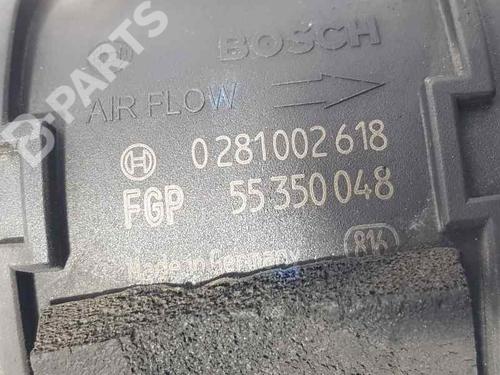 BOSCH
AIR FLOW
0 281 002 618
FGP 55 350 048
Made in Germany
816
B-PARTS